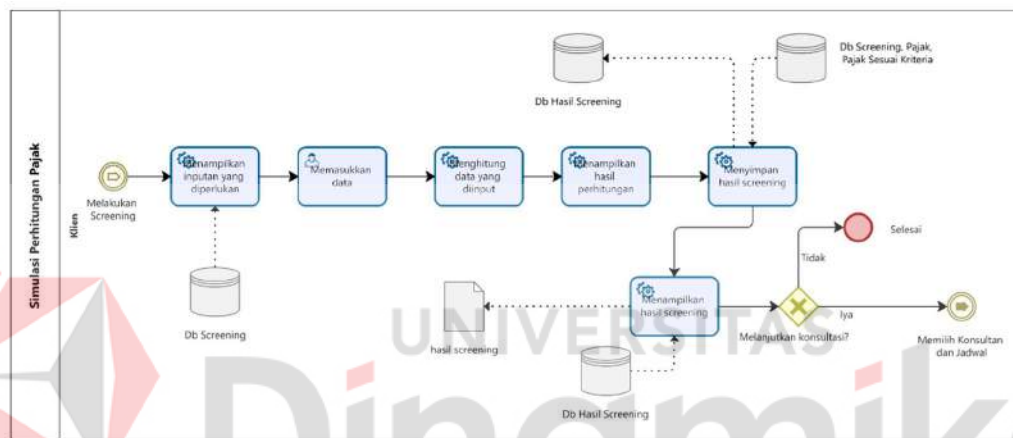 Simulasi Perhitungan Pajak
Klien
Melakukan
Screening
Menampilkan
inputan yang
diperlukan
Memasukkan
data
Menghitung
data yang
diinput
Menampilkan
hasil
perhitungan
Menyimpan
hasil screening
Db Hasil Screening
Db Screening, Pajak,
Pajak Sesuai Kriteria
Db Screening
hasil screening
Menampilkan
hasil screening
Db Hasil Screening
Melanjutkan konsultasi?
Tidak
Selesai
Iya
Memilih Konsultan
dan Jadwal
UNIVERSITAS
Dinamik